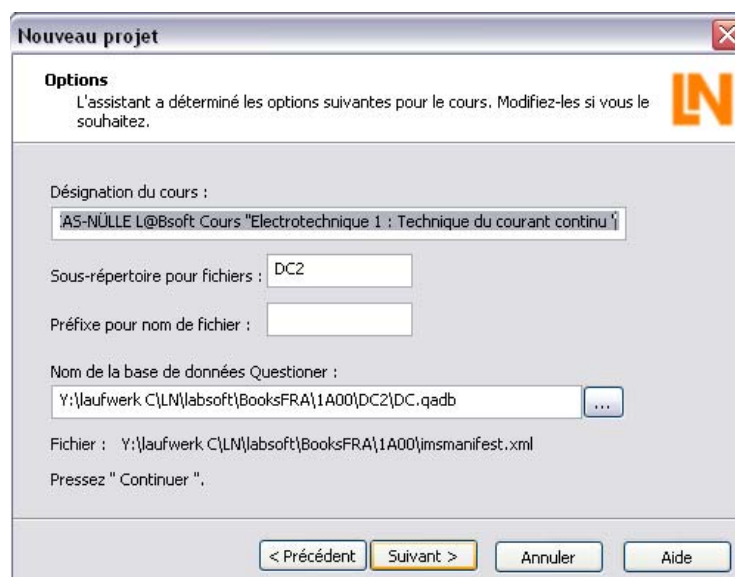 Nouveau projet
Options
L'assistant a déterminé les options suivantes pour le cours. Modifiez-les si vous le
souhaitez.
LN
Désignation du cours :
AS-NÜLLE L@Bsoft Cours "Electrotechnique 1 : Technique du courant continu "
Sous-répertoire pour fichiers : DC2
Préfixe pour nom de fichier :
Nom de la base de données Questioner :
Y:\laufwerk C\LN\labsoft\BooksFRA\1A00\DC2\DC.qadb
...
Fichier : Y:\laufwerk C\LN\labsoft\BooksFRA\1A00\imsmanifest.xml
Pressez " Continuer ".
< Précédent Suivant > Annuler Aide